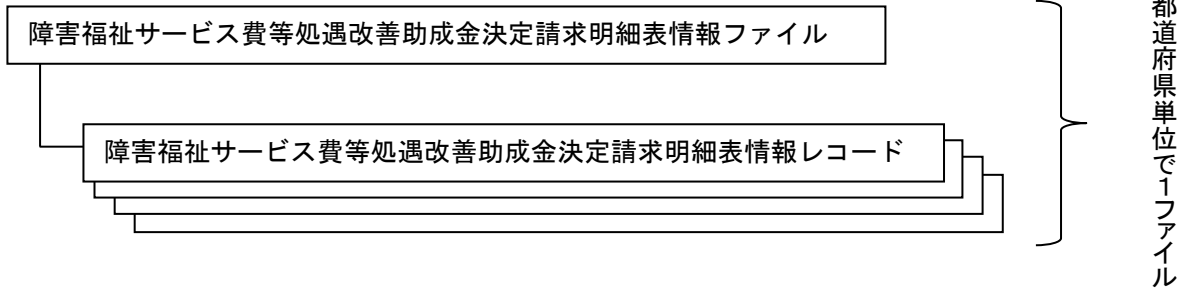 障害福祉サービス費等処遇改善助成金決定請求明細表情報ファイル
障害福祉サービス費等処遇改善助成金決定請求明細表情報レコード
都道府県単位で1ファイル